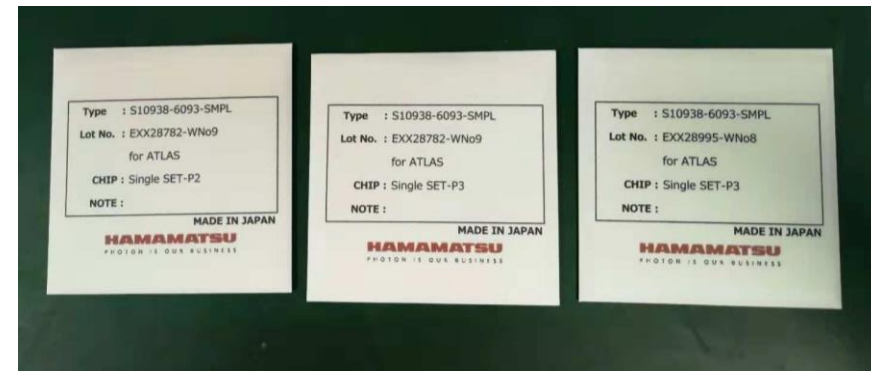 Type : S10938-6093-SMPL
Lot No. : EXX28782-WNo9
for ATLAS
CHIP : Single SET-P2
NOTE :
MADE IN JAPAN
HAMAMATSU
PHOTON IS OUR BUSINESS
Type : S10938-6093-SMPL
Lot No. : EXX28782-WNo9
for ATLAS
CHIP : Single SET-P3
NOTE :
MADE IN JAPAN
HAMAMATSU
PHOTON IS OUR BUSINESS
Type : S10938-6093-SMPL
Lot No. : EXX28995-WNo8
for ATLAS
CHIP : Single SET-P3
NOTE :
MADE IN JAPAN
HAMAMATSU
PHOTON IS OUR BUSINESS